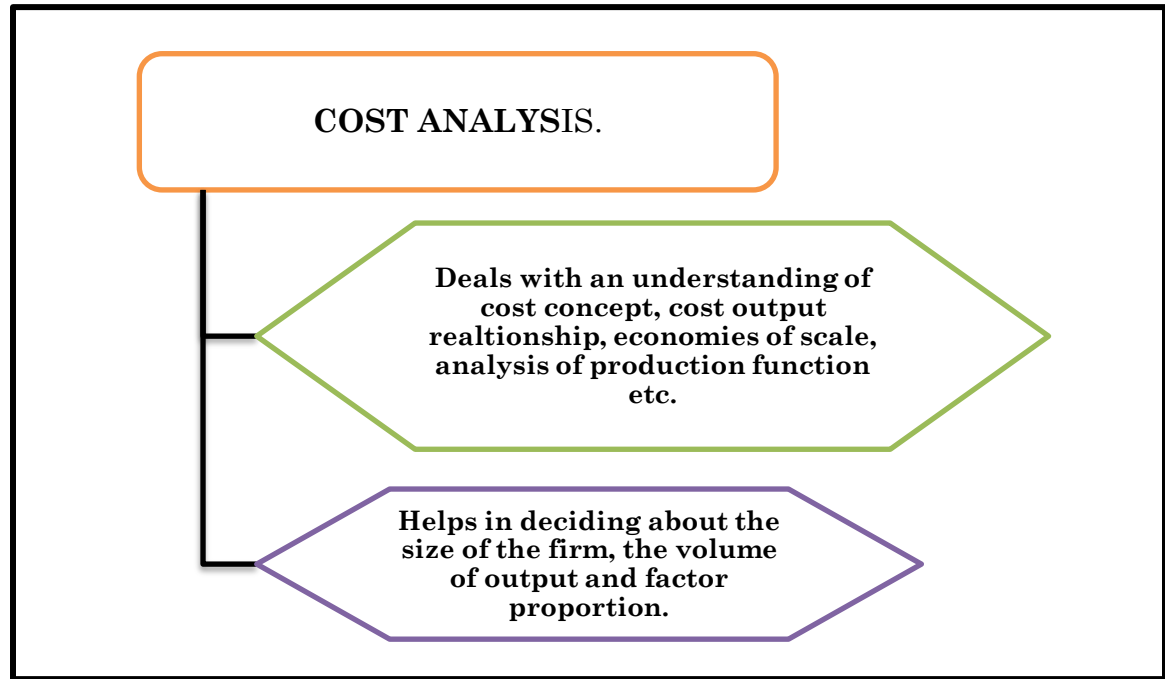 COST ANALYSIS.
Deals with an understanding of
cost concept, cost output
realtionship, economies of scale,
analysis of production function
etc.
Helps in deciding about the
size of the firm, the volume
of output and factor
proportion.